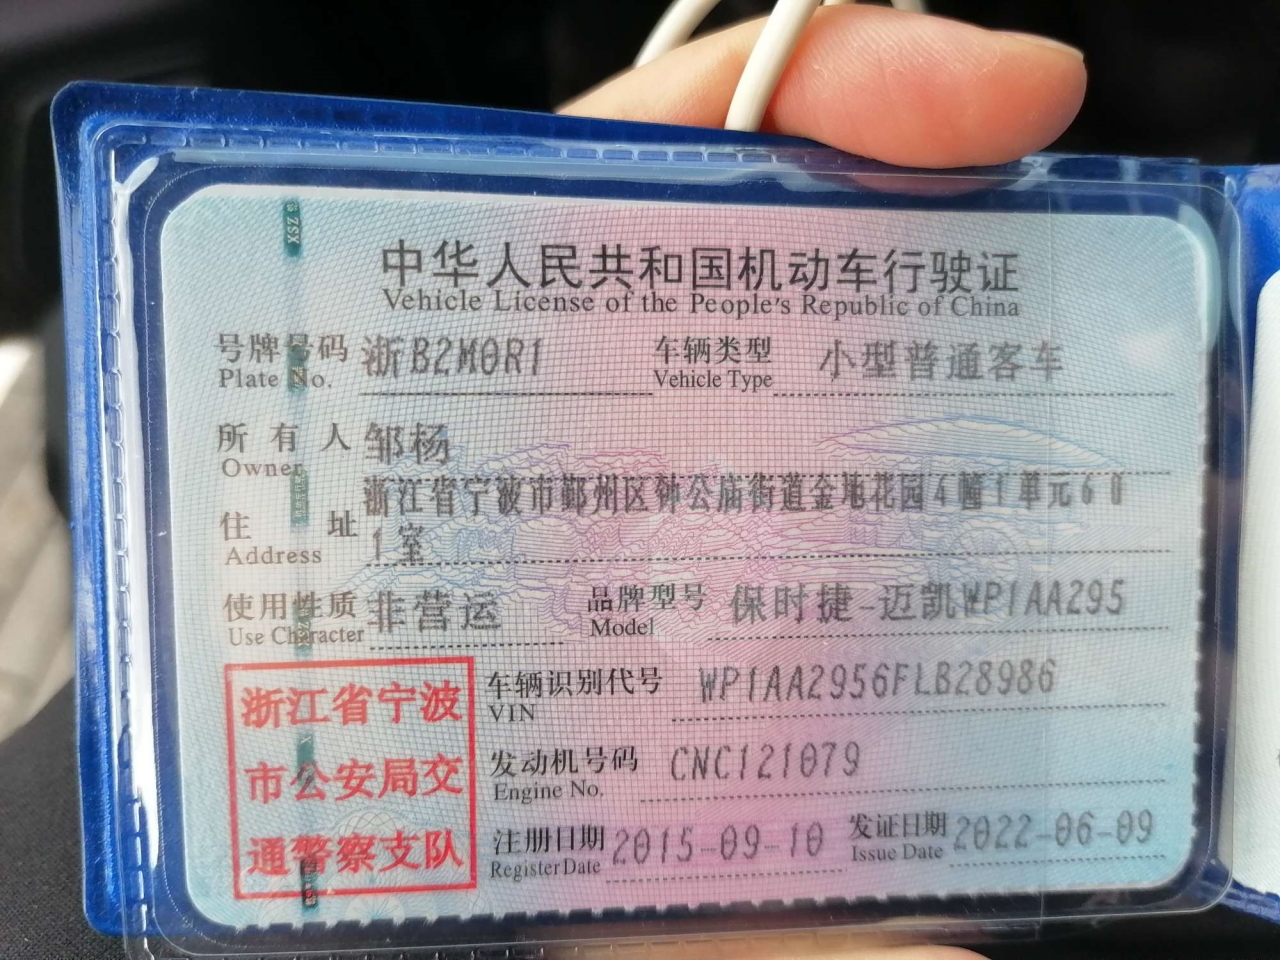 中华人民共和国机动车行驶证
Vehicle License of the People's Republic of China
号牌号码 浙B2M0R1 车辆类型 小型普通客车
Plate No. Vehicle Type
所有人 邹杨
Owner
浙江省宁波市鄞州区钟公庙街道金地花园4幢1单元60
住址 1室
Address
使用性质 非营运 品牌型号 保时捷-迈凯WP1AA295
Use Character Model
浙江省宁波
市公安局交
通警察支队
车辆识别代号 WP1AA2956FLB28986
VIN
发动机号码 CNC121079
Engine No.
注册日期 2015-09-10 发证日期 2022-06-09
Register Date Issue Date